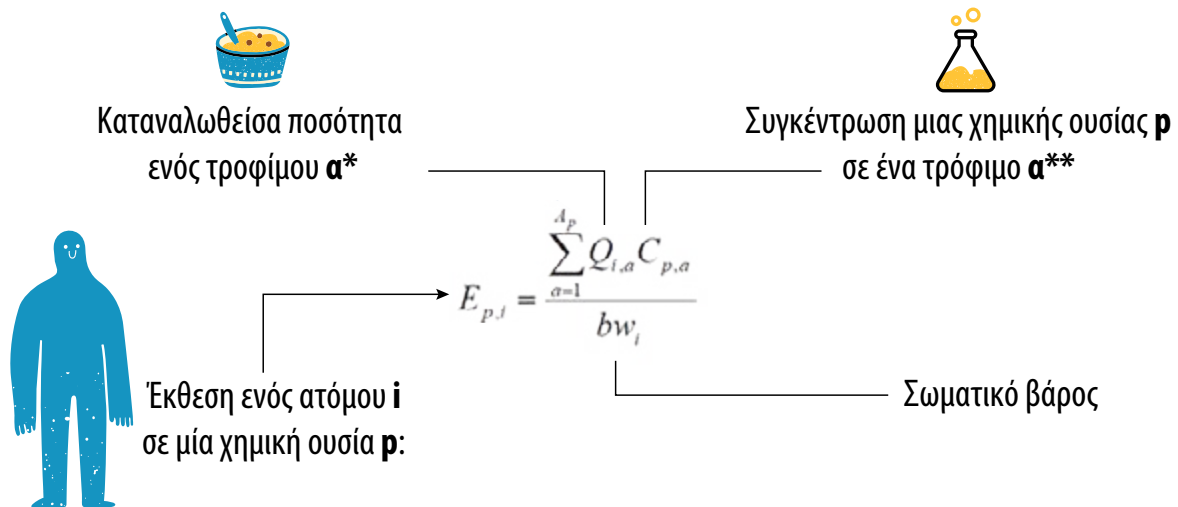 Καταναλωθείσα ποσότητα
ενός τροφίμου α*
Συγκέντρωση μιας χημικής ουσίας p
σε ένα τρόφιμο α**
A_p
∑ Q_{i,a} C_{p,a}
a=1
E_{p,i} =
bw_i
Έκθεση ενός ατόμου i
σε μία χημική ουσία p:
Σωματικό βάρος